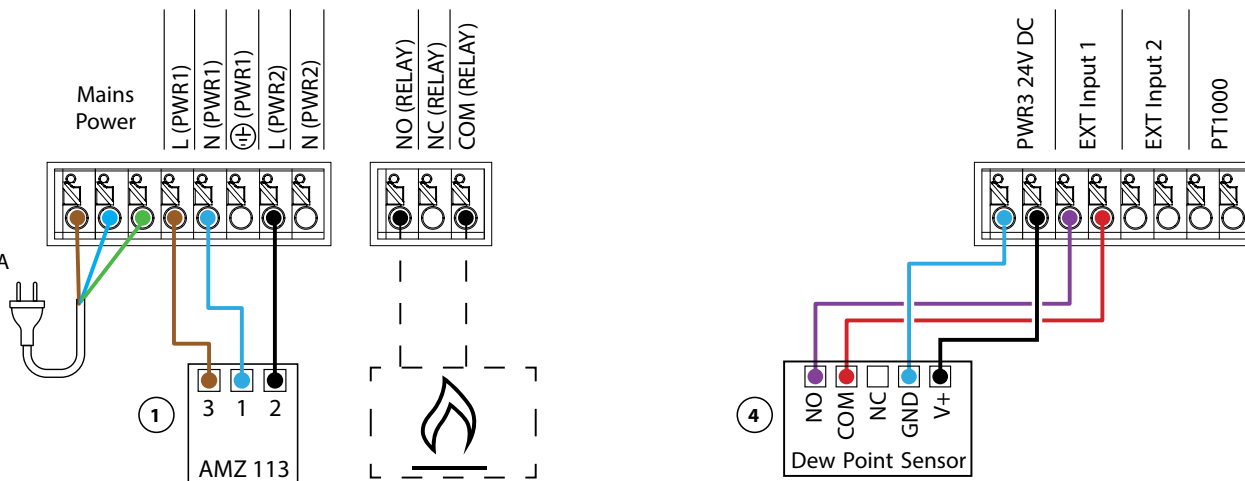 Mains
Power
L (PWR1)
N (PWR1)
(PWR1)
L (PWR2)
N (PWR2)
NO (RELAY)
NC (RELAY)
COM (RELAY)
PWR3 24V DC
EXT Input 1
EXT Input 2
PT1000
A
1
3 1 2
AMZ 113
4
NO
COM
NC
GND
V+
Dew Point Sensor